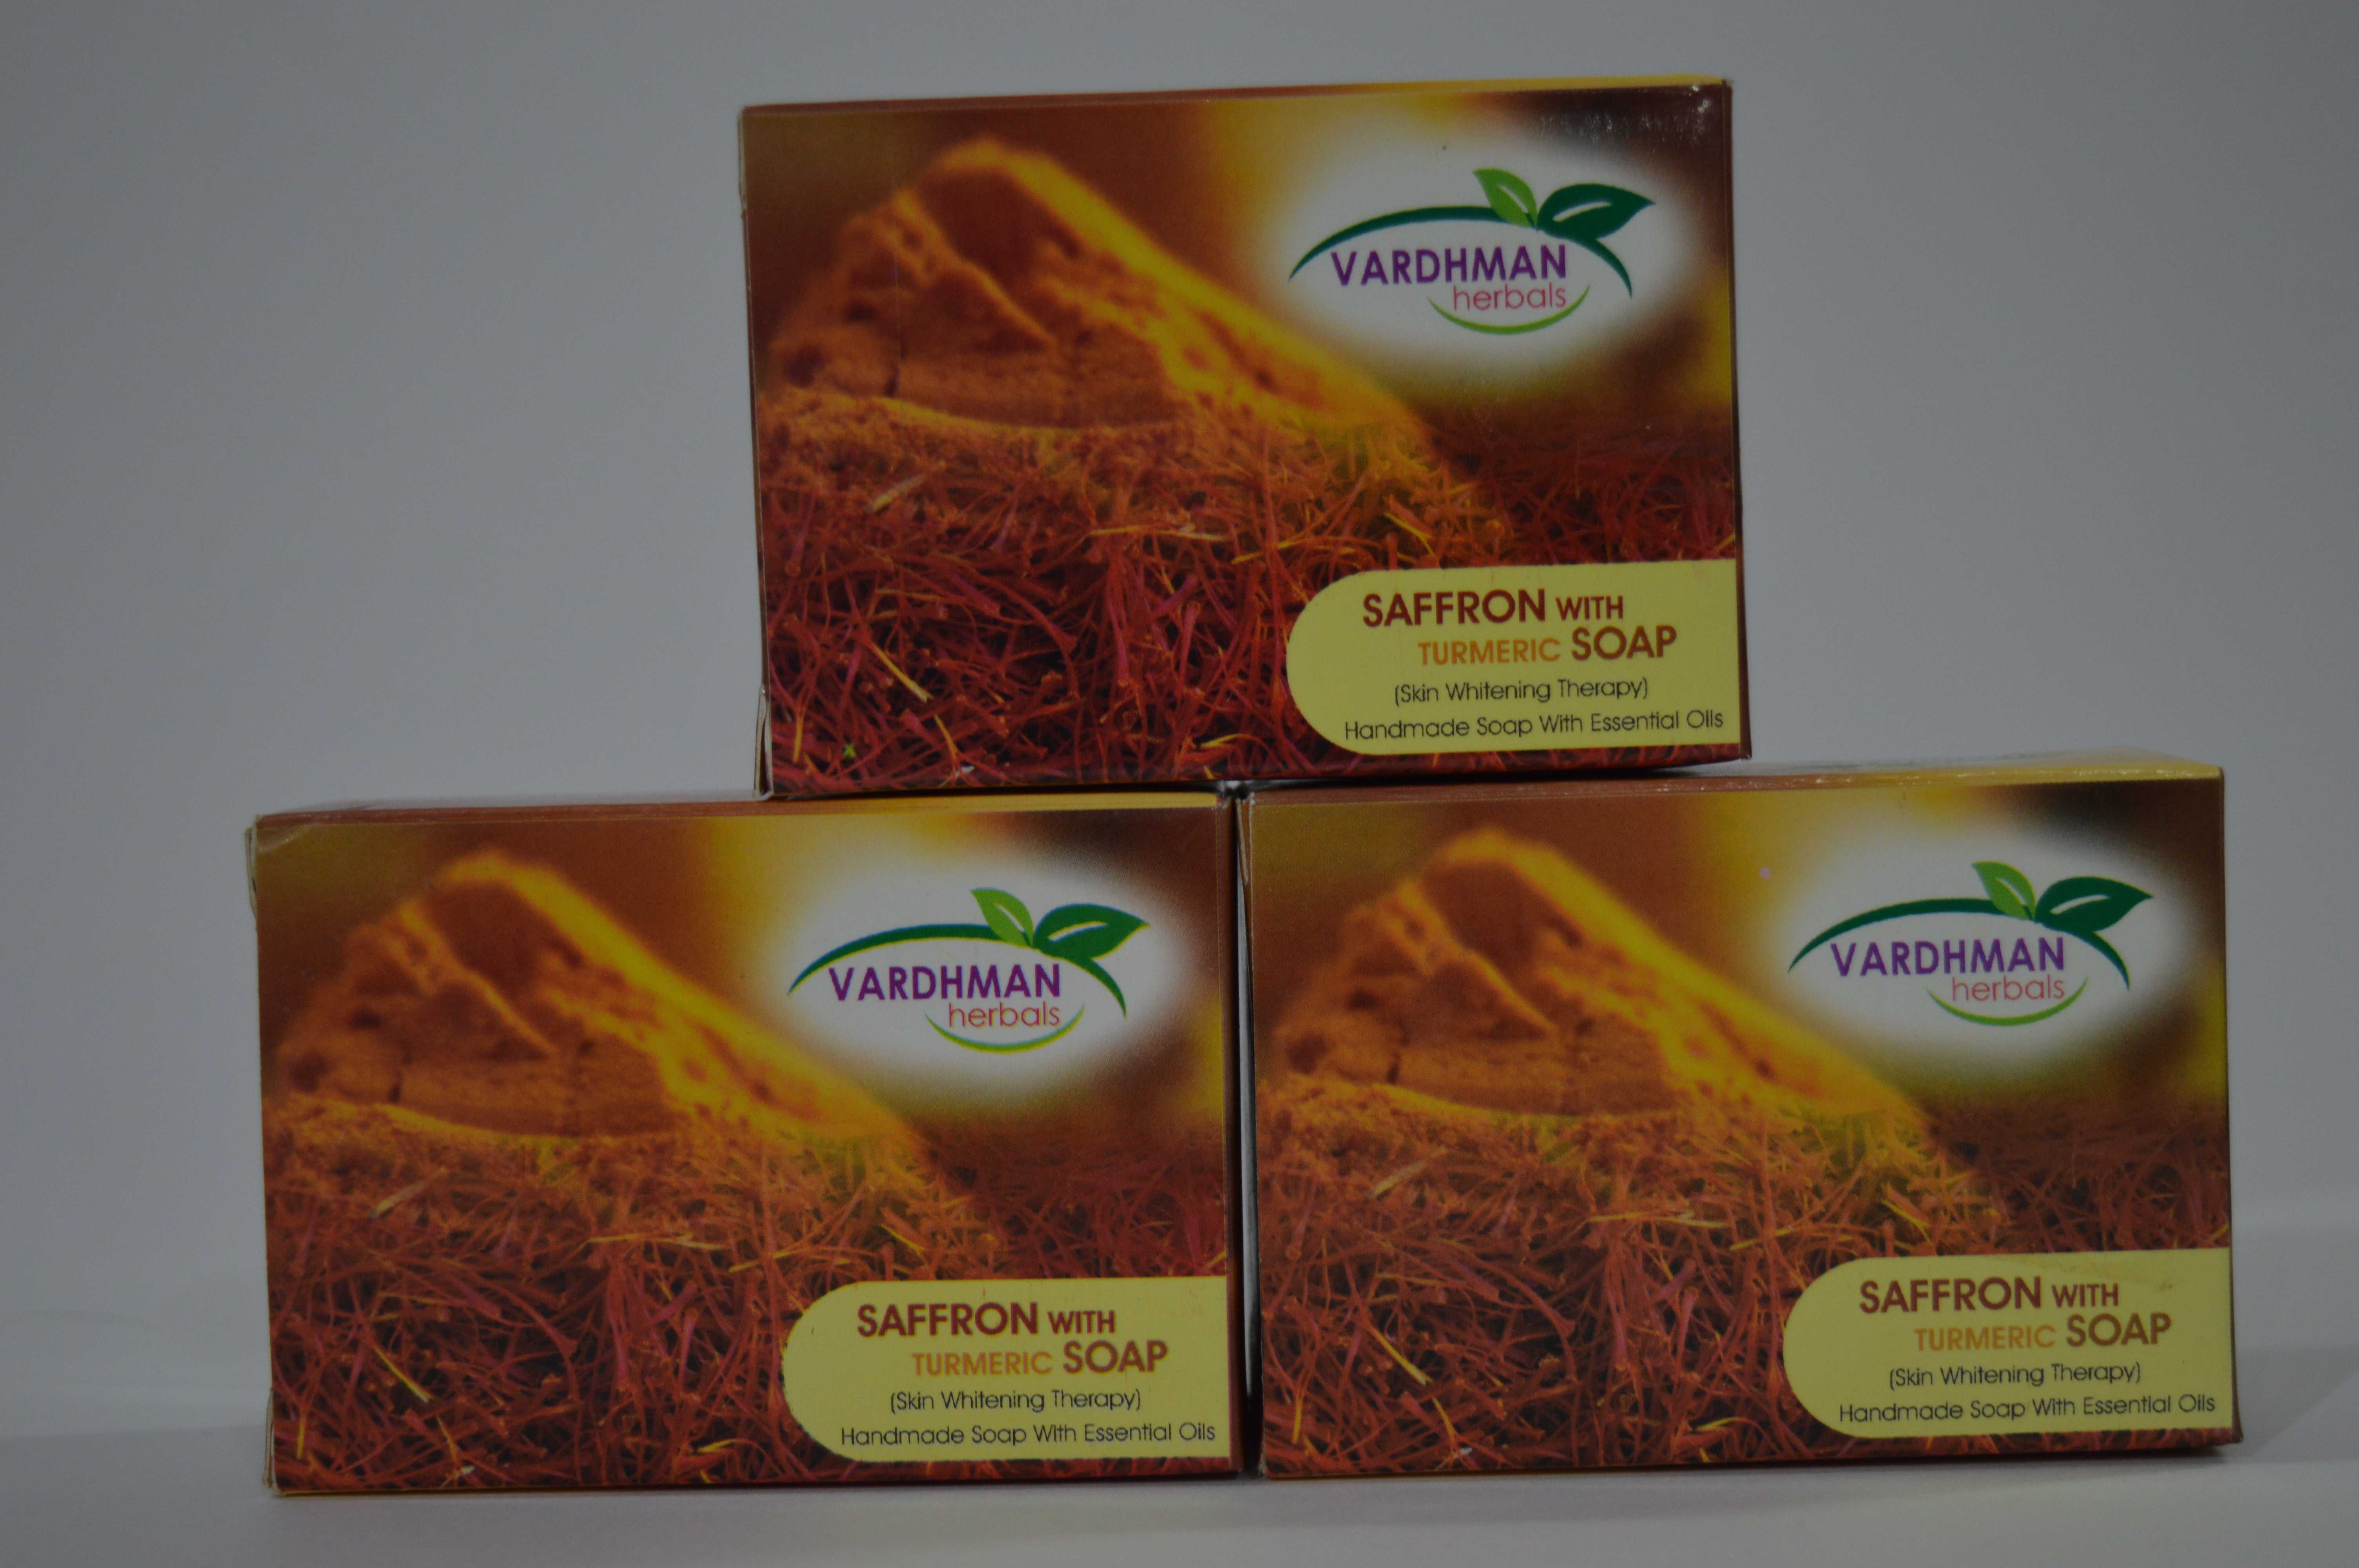 VARDHMAN
herbals
SAFFRON WITH
TURMERIC SOAP
(Skin Whitening Therapy)
Handmade Soap With Essential Oils
VARDHMAN
herbals
SAFFRON WITH
TURMERIC SOAP
(Skin Whitening Therapy)
Handmade Soap With Essential Oils
VARDHMAN
herbals
SAFFRON WITH
TURMERIC SOAP
(Skin Whitening Therapy)
Handmade Soap With Essential Oils